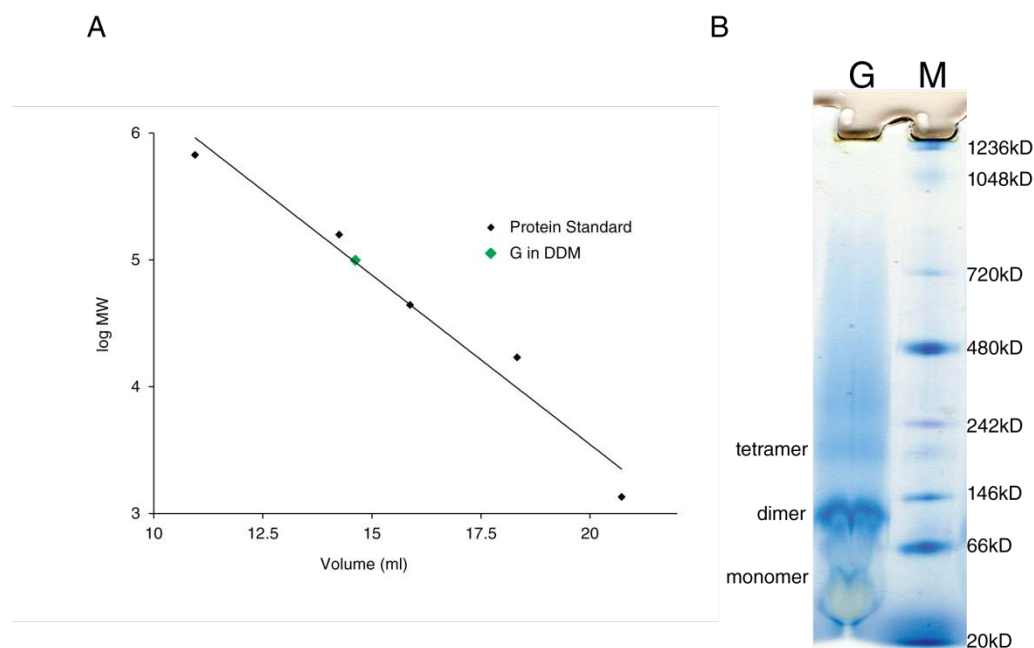 A
B
G M
6
5
4
3
log MW
10 12.5 15 17.5 20
Volume (ml)
Protein Standard
G in DDM
1236kD
1048kD
720kD
480kD
242kD
tetramer
146kD
dimer
66kD
monomer
20kD